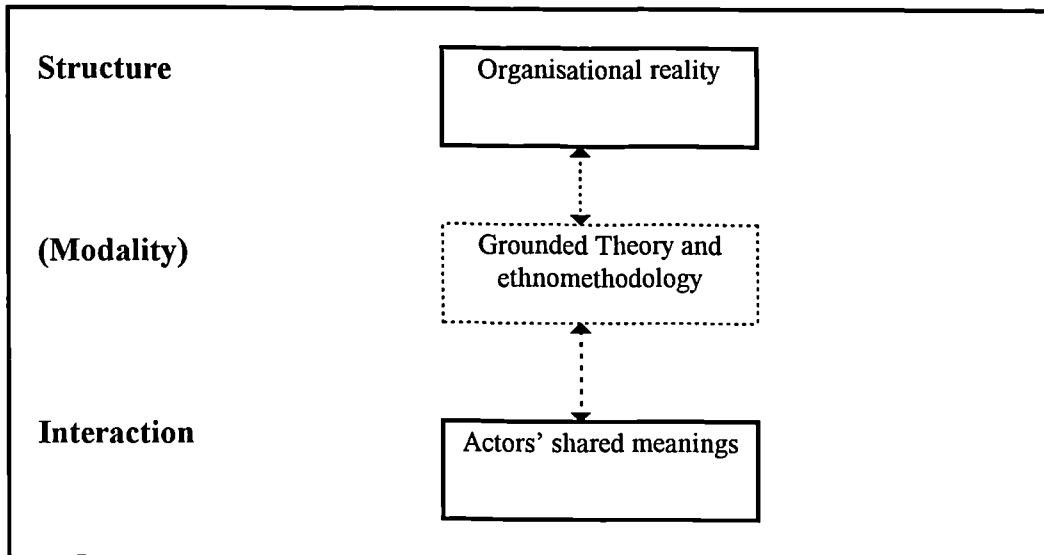 Structure
Organisational reality
(Modality)
Grounded Theory and
ethnomethodology
Interaction
Actors' shared meanings